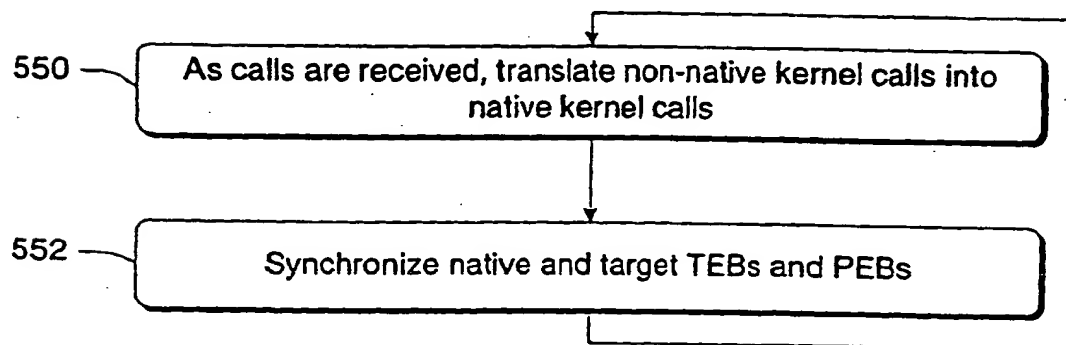 550
As calls are received, translate non-native kernel calls into
native kernel calls
552
Synchronize native and target TEBs and PEBs